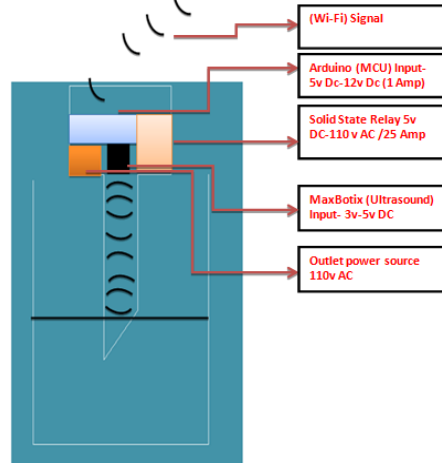 (Wi-Fi) Signal
Arduino (MCU) Input-
5v Dc-12v Dc (1 Amp)
Solid State Relay 5v
DC-110 v AC /25 Amp
MaxBotix (Ultrasound)
Input- 3v-5v DC
Outlet power source
110v AC